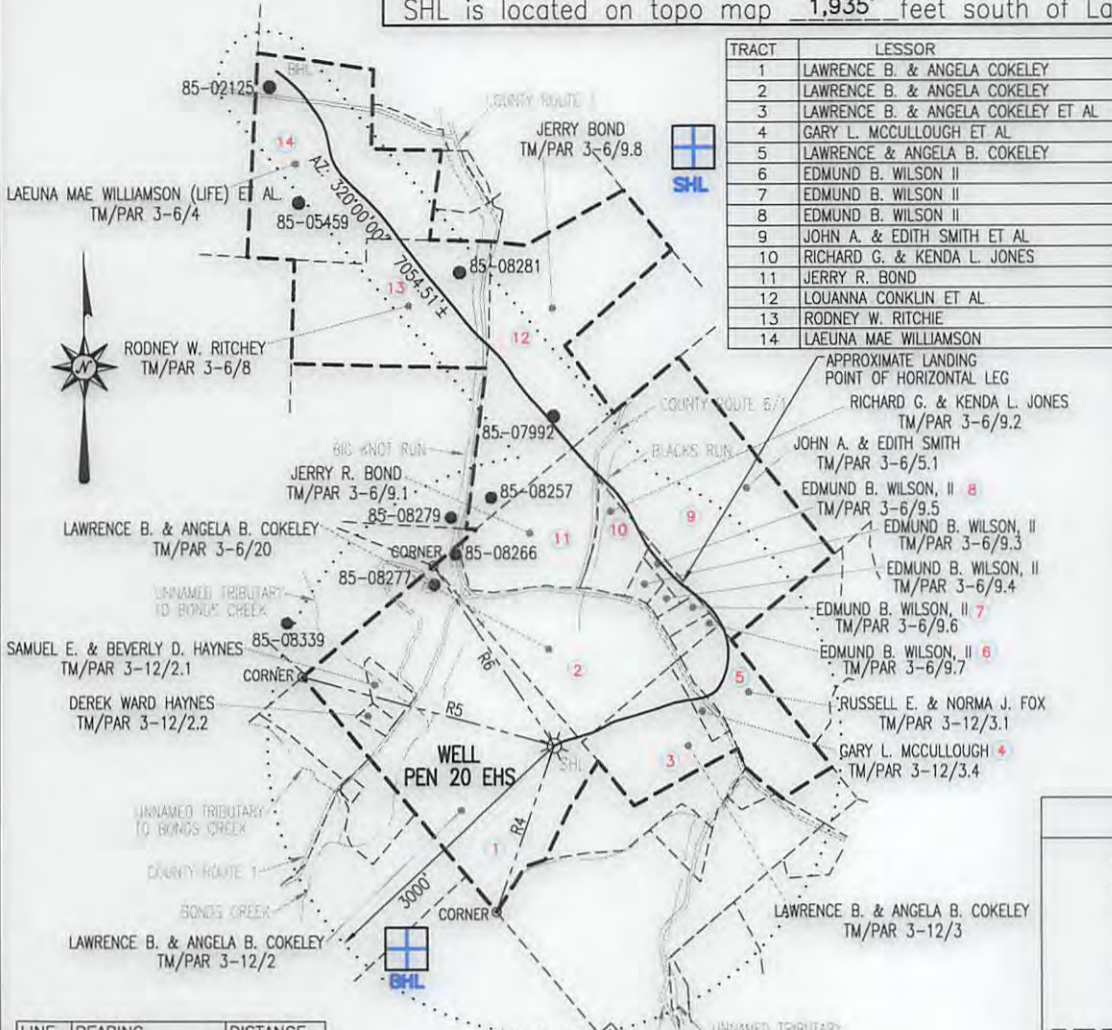 SHL is located on topo map 1,935' feet south of La
TRACT LESSOR
1 LAWRENCE B. & ANGELA COKELEY
2 LAWRENCE B. & ANGELA COKELEY
3 LAWRENCE B. & ANGELA COKELEY ET AL
4 GARY L. MCCULLOUGH ET AL
5 LAWRENCE & ANGELA B. COKELEY
6 EDMUND B. WILSON II
7 EDMUND B. WILSON II
8 EDMUND B. WILSON II
9 JOHN A. & EDITH SMITH ET AL
10 RICHARD G. & KENDA L. JONES
11 JERRY R. BOND
12 LOUANNA CONKLIN ET AL
13 RODNEY W. RITCHIE
14 LAEUNA MAE WILLIAMSON
BHL
85-02125
COUNTY ROUTE 1
JERRY BOND
TM/PAR 3-6/9.8
SHL
14
LAEUNA MAE WILLIAMSON (LIFE) ET AL.
TM/PAR 3-6/4
85-05459
AZ: 320°00'00"
7054.51'±
85-08281
13
12
N
RODNEY W. RITCHEY
TM/PAR 3-6/8
APPROXIMATE LANDING
POINT OF HORIZONTAL LEG
RICHARD G. & KENDA L. JONES
TM/PAR 3-6/9.2
COUNTY ROUTE 6/1
85-07992
BIG KNOT RUN
BLACKS RUN
JOHN A. & EDITH SMITH
TM/PAR 3-6/5.1
JERRY R. BOND
TM/PAR 3-6/9.1
85-08257
EDMUND B. WILSON, II 8
TM/PAR 3-6/9.5
85-08279
10
9
11
LAWRENCE B. & ANGELA B. COKELEY
TM/PAR 3-6/20
EDMUND B. WILSON, II
TM/PAR 3-6/9.3
CORNER
85-08266
85-08277
EDMUND B. WILSON, II
TM/PAR 3-6/9.4
UNNAMED TRIBUTARY
TO BONDS CREEK
EDMUND B. WILSON, II 7
TM/PAR 3-6/9.6
85-08339
SAMUEL E. & BEVERLY D. HAYNES
TM/PAR 3-12/2.1
EDMUND B. WILSON, II 6
TM/PAR 3-6/9.7
CORNER
R6
2
5
DEREK WARD HAYNES
TM/PAR 3-12/2.2
R5
RUSSELL E. & NORMA J. FOX
TM/PAR 3-12/3.1
WELL
PEN 20 EHS
SHL
3
GARY L. MCCULLOUGH 4
TM/PAR 3-12/3.4
UNNAMED TRIBUTARY
TO BONDS CREEK
R4
1
COUNTY ROUTE 1
3000'
BONDS CREEK
CORNER
LAWRENCE B. & ANGELA B. COKELEY
TM/PAR 3-12/3
LAWRENCE B. & ANGELA B. COKELEY
TM/PAR 3-12/2
BHL
LINE BEARING DISTANCE
UNNAMED TRIBUTARY